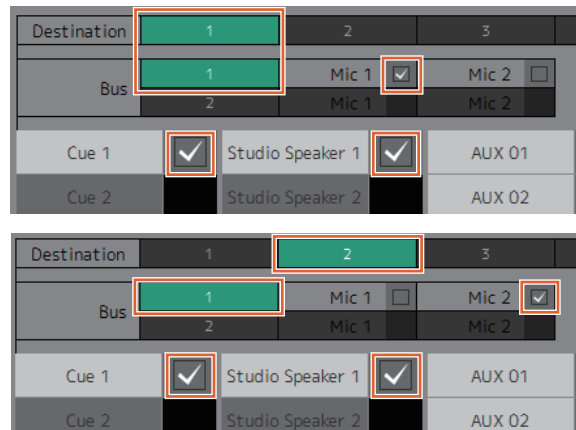 Destination 1 2 3
Bus 1 Mic 1 Mic 2
2 Mic 1 Mic 2
Cue 1 Studio Speaker 1 AUX 01
Cue 2 Studio Speaker 2 AUX 02
Destination 1 2 3
Bus 1 Mic 1 Mic 2
2 Mic 1 Mic 2
Cue 1 Studio Speaker 1 AUX 01
Cue 2 Studio Speaker 2 AUX 02